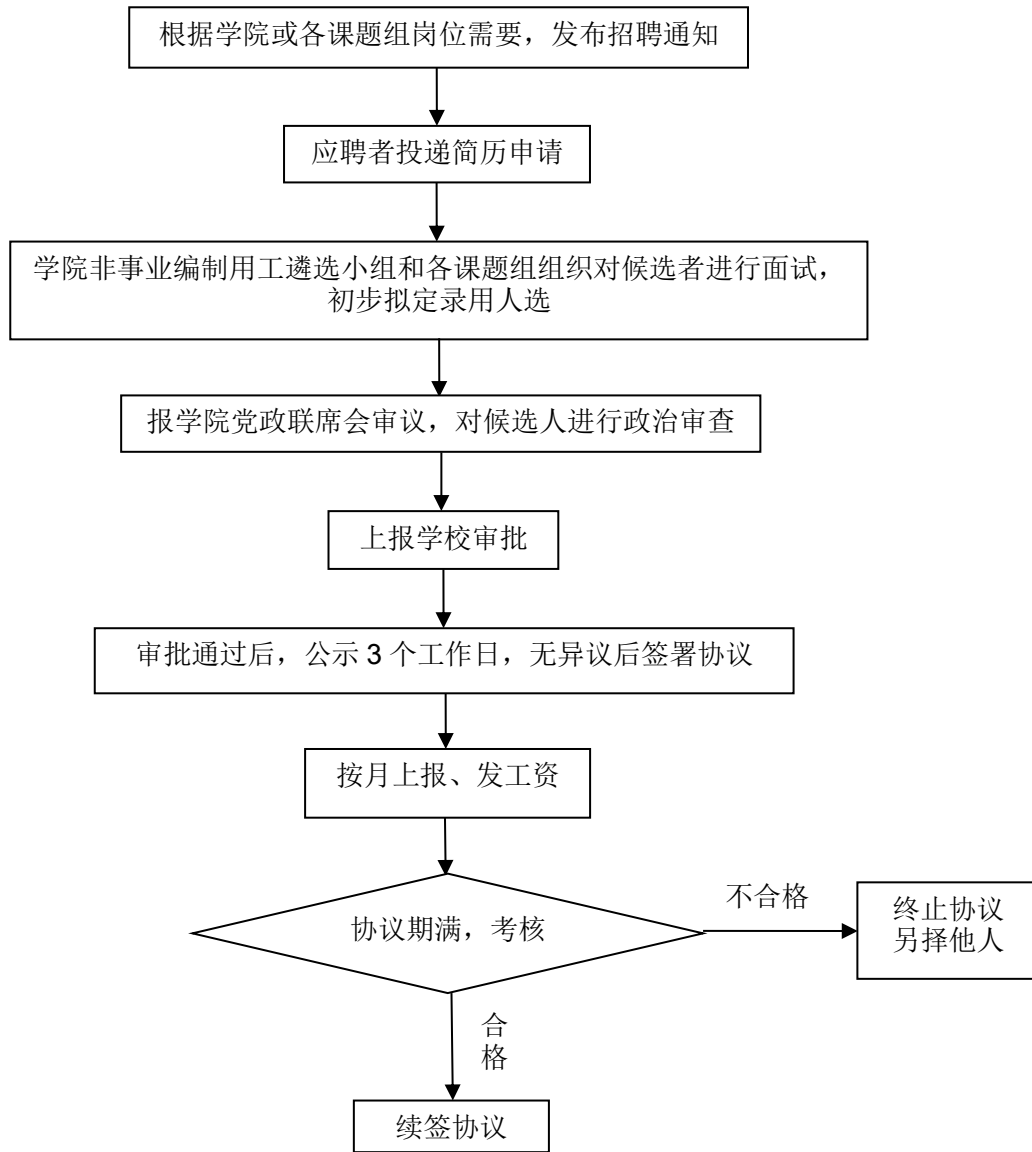 根据学院或各课题组岗位需要，发布招聘通知
应聘者投递简历申请
学院非事业编制用工遴选小组和各课题组组织对候选者进行面试，
初步拟定录用人选
报学院党政联席会审议，对候选人进行政治审查
上报学校审批
审批通过后，公示 3 个工作日，无异议后签署协议
按月上报、发工资
协议期满，考核
不合格
终止协议
另择他人
合
格
续签协议